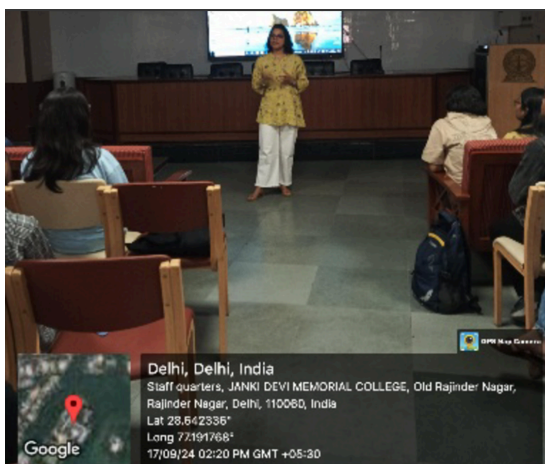 GPS Map Camera
Delhi, Delhi, India
Staff quarters, JANKI DEVI MEMORIAL COLLEGE, Old Rajinder Nagar,
Rajinder Nagar, Delhi, 110060, India
Lat 28.642336°
Long 77.191768°
17/09/24 02:20 PM GMT +05:30
Google